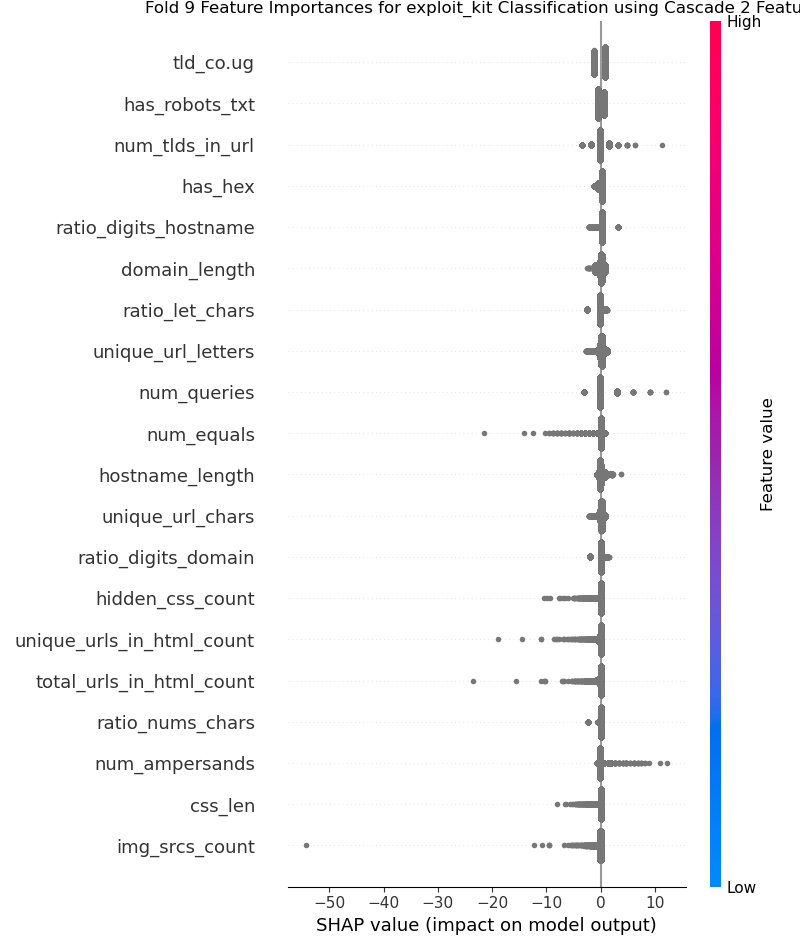 Fold 9 Feature Importances for exploit_kit Classification using Cascade 2 Featu
High
tld_co.ug
has_robots_txt
num_tlds_in_url
has_hex
ratio_digits_hostname
domain_length
ratio_let_chars
unique_url_letters
num_queries
num_equals
hostname_length
unique_url_chars
ratio_digits_domain
hidden_css_count
unique_urls_in_html_count
total_urls_in_html_count
ratio_nums_chars
num_ampersands
css_len
img_srcs_count
Feature value
Low
−50 −40 −30 −20 −10 0 10
SHAP value (impact on model output)